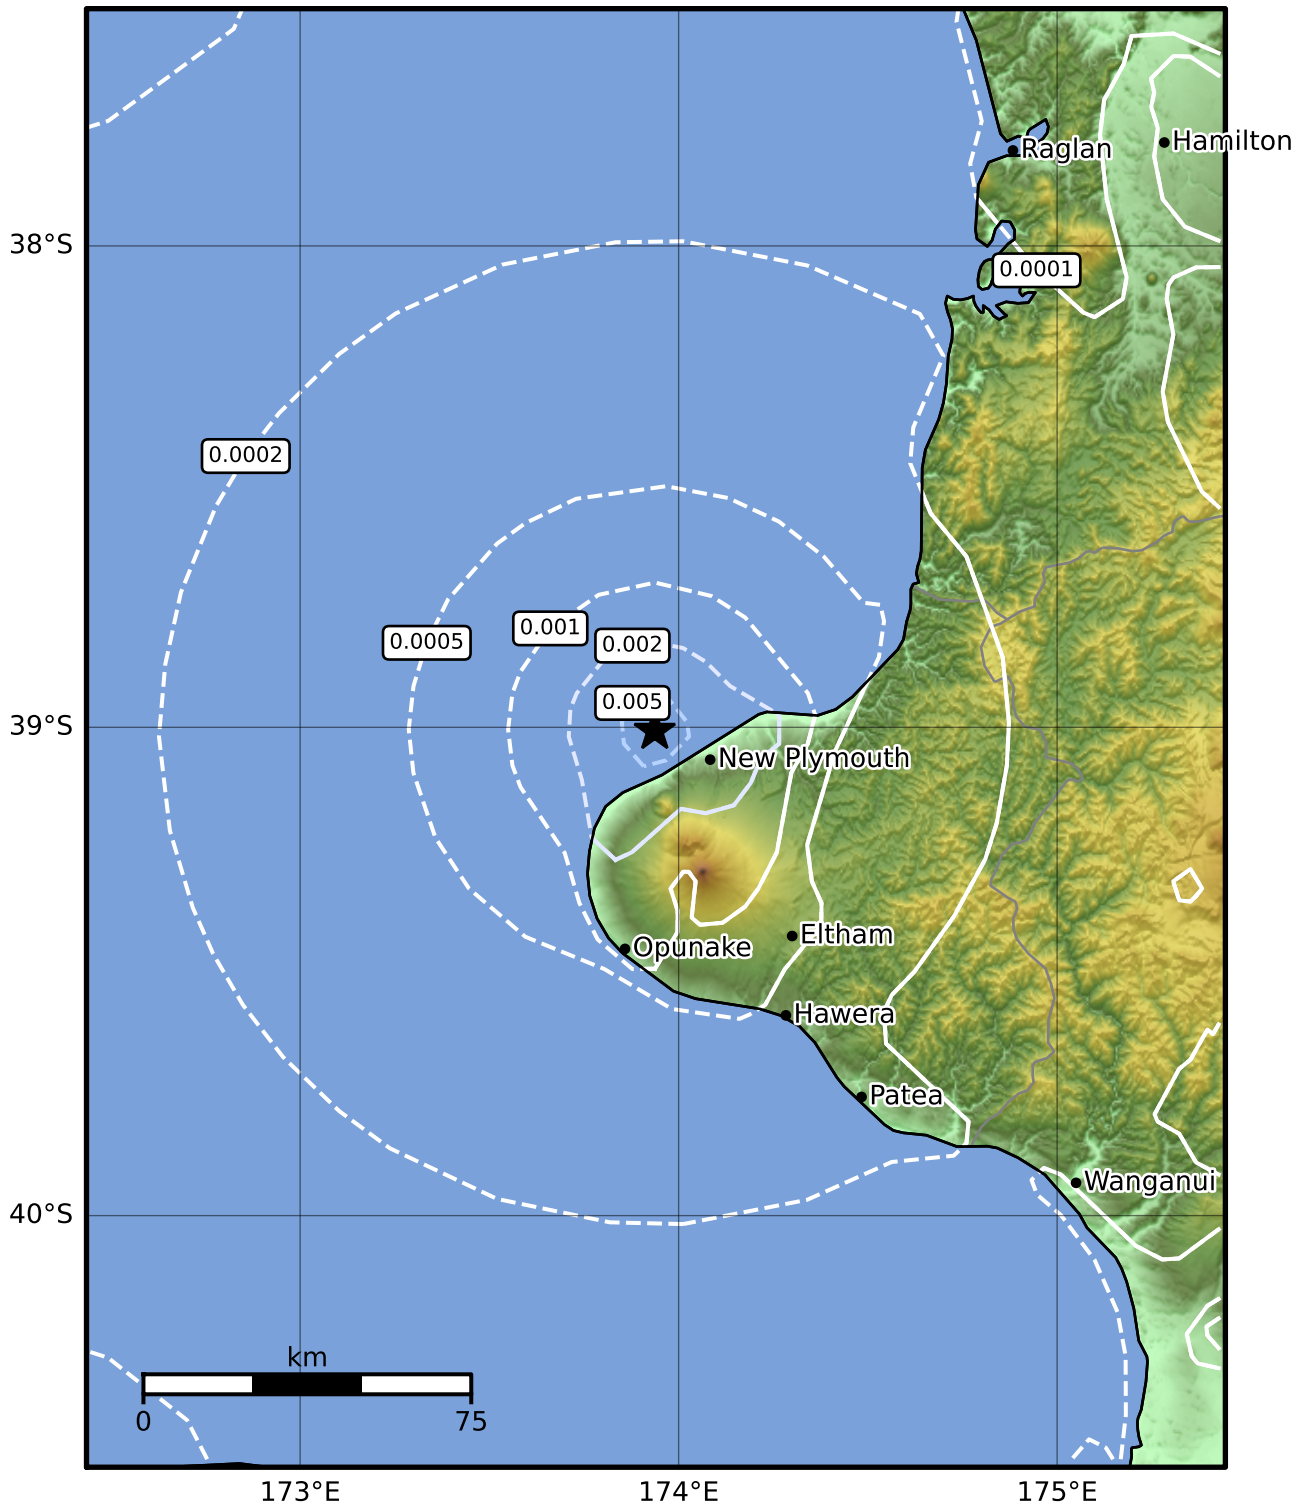 Hamilton
Raglan
38°S
0.0001
0.0002
0.001
0.0005
0.002
0.005
39°S
New Plymouth
Eltham
Opunake
Hawera
Patea
Wanganui
40°S
km
0
75
173°E
174°E
175°E